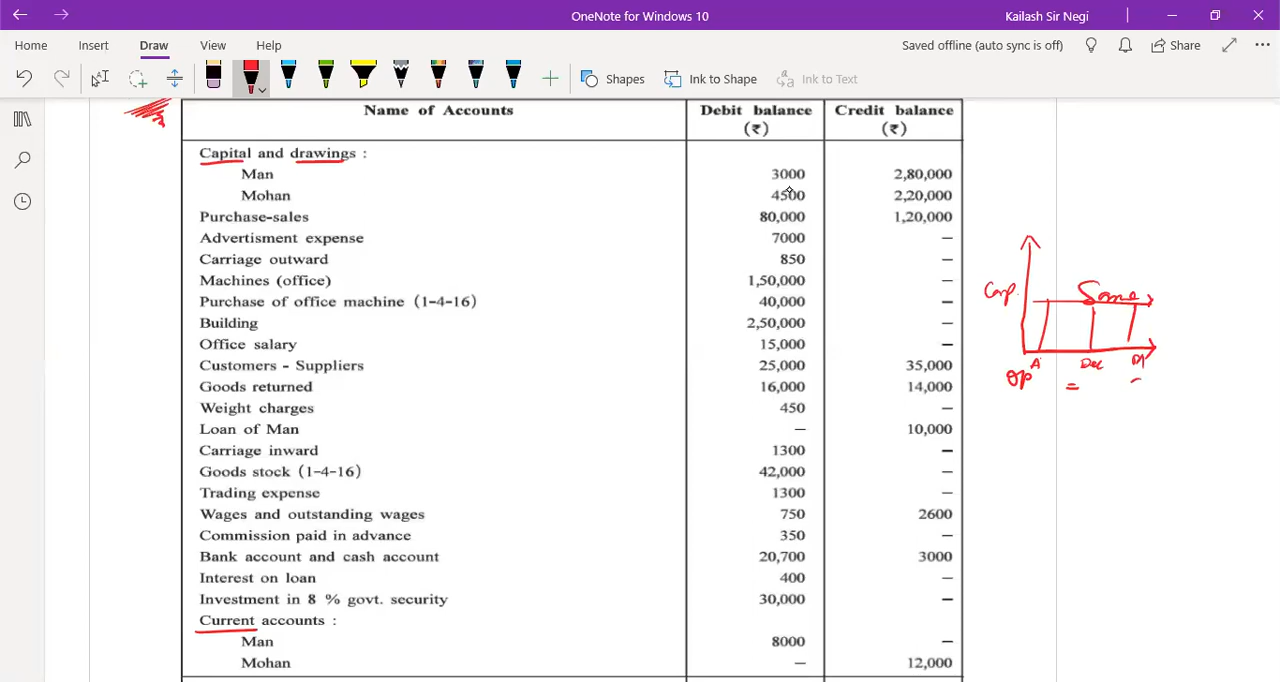 OneNote for Windows 10
Kailash Sir Negi
Home Insert Draw View Help
Saved offline (auto sync is off) Share
Shapes Ink to Shape Ink to Text
Name of Accounts Debit balance (₹) Credit balance (₹)
Capital and drawings :
Man 3000 2,80,000
Mohan 4500 2,20,000
Purchase-sales 80,000 1,20,000
Advertisment expense 7000 –
Carriage outward 850 –
Machines (office) 1,50,000 –
Purchase of office machine (1-4-16) 40,000 –
Building 2,50,000 –
Office salary 15,000 –
Customers - Suppliers 25,000 35,000
Goods returned 16,000 14,000
Weight charges 450 –
Loan of Man – 10,000
Carriage inward 1300 –
Goods stock (1-4-16) 42,000 –
Trading expense 1300 –
Wages and outstanding wages 750 2600
Commission paid in advance 350 –
Bank account and cash account 20,700 3000
Interest on loan 400 –
Investment in 8 % govt. security 30,000 –
Current accounts :
Man 8000 –
Mohan – 12,000
Cap.
Same
A Dec
Op =